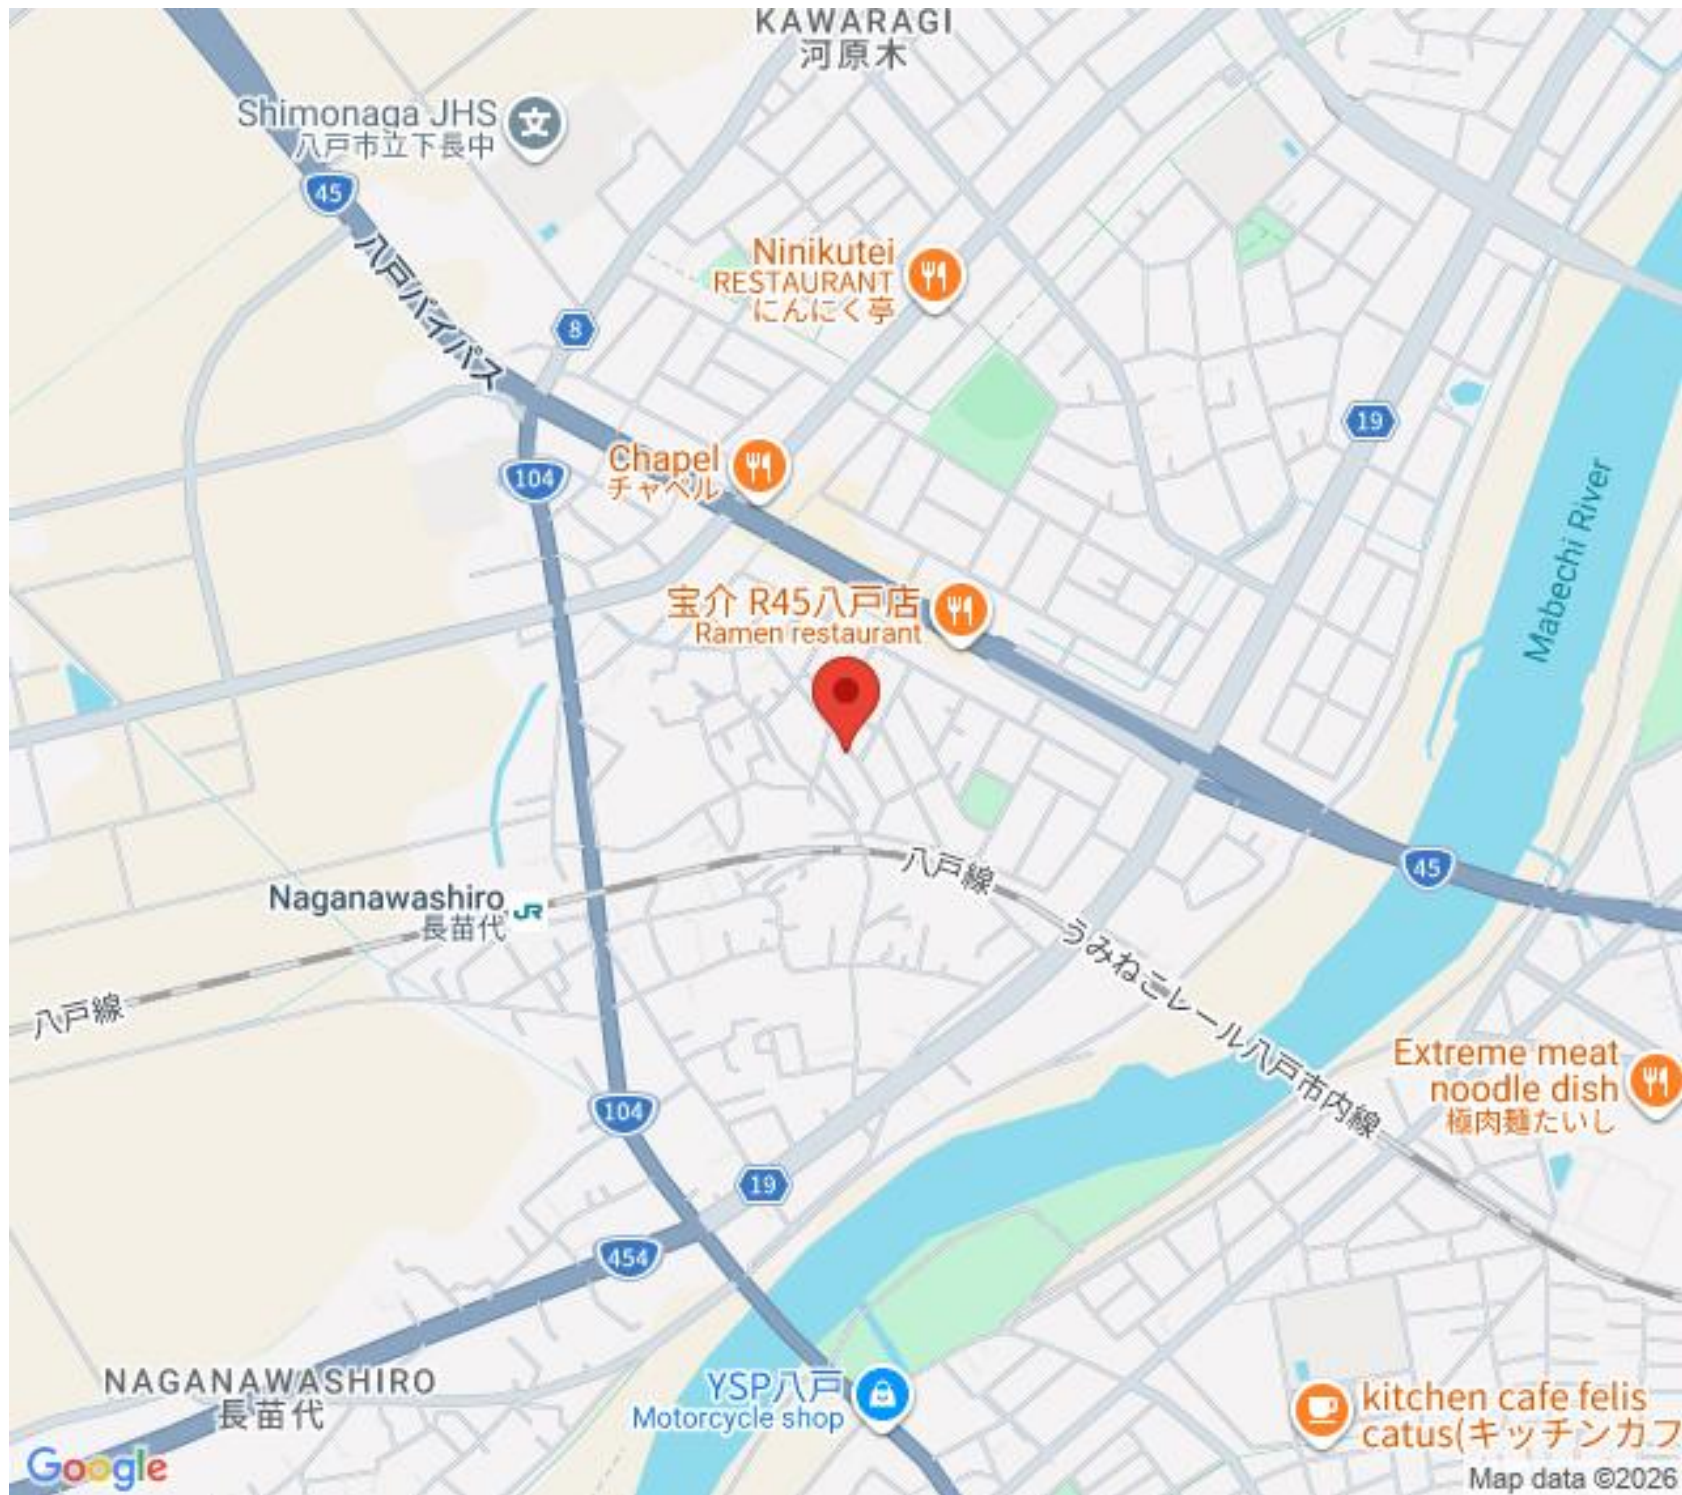 KAWARAGI
河原木
Shimonaga JHS
八戸市立下長中
45
八戸バイパス
Ninikutei
RESTAURANT
にんにく亭
8
19
Chapel
チャペル
104
Mabechi River
宝介 R45八戸店
Ramen restaurant
45
八戸線
Naganawashiro
長苗代
JR
うみねこレール八戸市内線
八戸線
Extreme meat
noodle dish
極肉麺たいし
104
19
454
NAGANAWASHIRO
長苗代
YSP八戸
Motorcycle shop
kitchen cafe felis
catus(キッチンカフ
Google
Map data ©2026